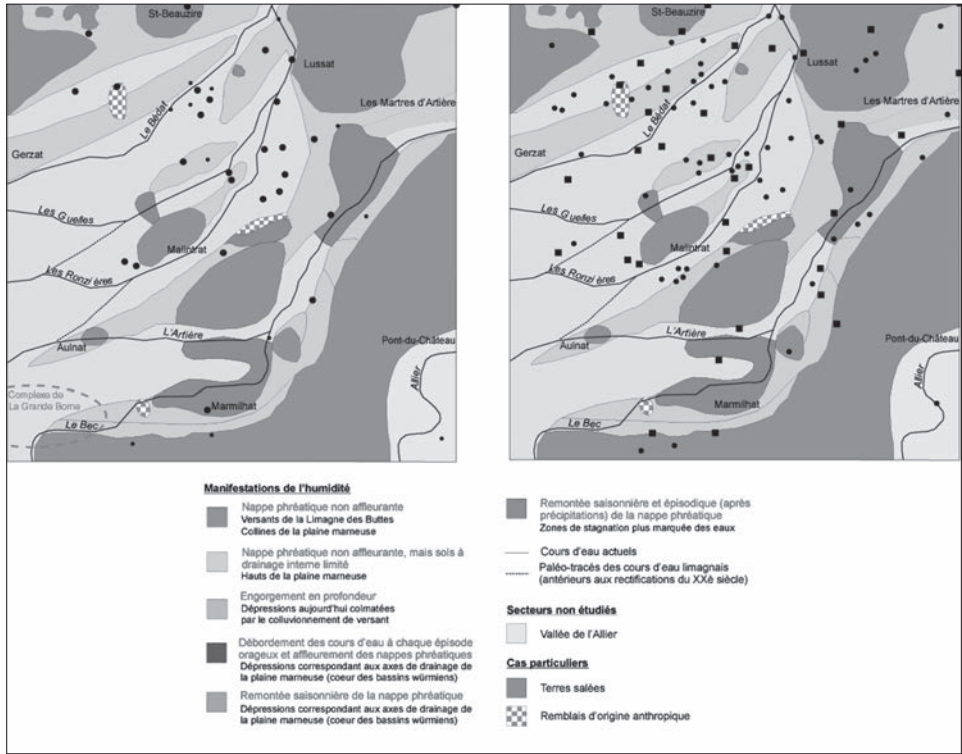 St-Beauzire
Lussat
Les Martres d'Artière
Le Bédat
Gerzat
Les Guelles
Malintrat
Les Ronzières
L'Artière
Aulnat
Pont-du-Château
Complexe de
La Grande Borne
Marmilhat
Allier
Le Bec
St-Beauzire
Lussat
Les Martres d'Artière
Le Bédat
Gerzat
Les Guelles
Malintrat
Les Ronzières
L'Artière
Aulnat
Pont-du-Château
Marmilhat
Allier
Le Bec
Manifestations de l'humidité
Nappe phréatique non affleurante
Versants de la Limagne des Buttes
Collines de la plaine marneuse
Nappe phréatique non affleurante, mais sols à
drainage interne limité
Hauts de la plaine marneuse
Engorgement en profondeur
Dépressions aujourd'hui colmatées
par le colluvionnement de versant
Débordement des cours d'eau à chaque épisode
orageux et affleurement des nappes phréatiques
Dépressions correspondant aux axes de drainage de
la plaine marneuse (coeur des bassins würmiens)
Remontée saisonnière de la nappe phréatique
Dépressions correspondant aux axes de drainage de
la plaine marneuse (coeur des bassins würmiens)
Remontée saisonnière et épisodique (après
précipitations) de la nappe phréatique
Zones de stagnation plus marquée des eaux
Cours d'eau actuels
Paléo-tracés des cours d'eau limagnais
(antérieurs aux rectifications du XXè siècle)
Secteurs non étudiés
Vallée de l'Allier
Cas particuliers
Terres salées
Remblais d'origine anthropique